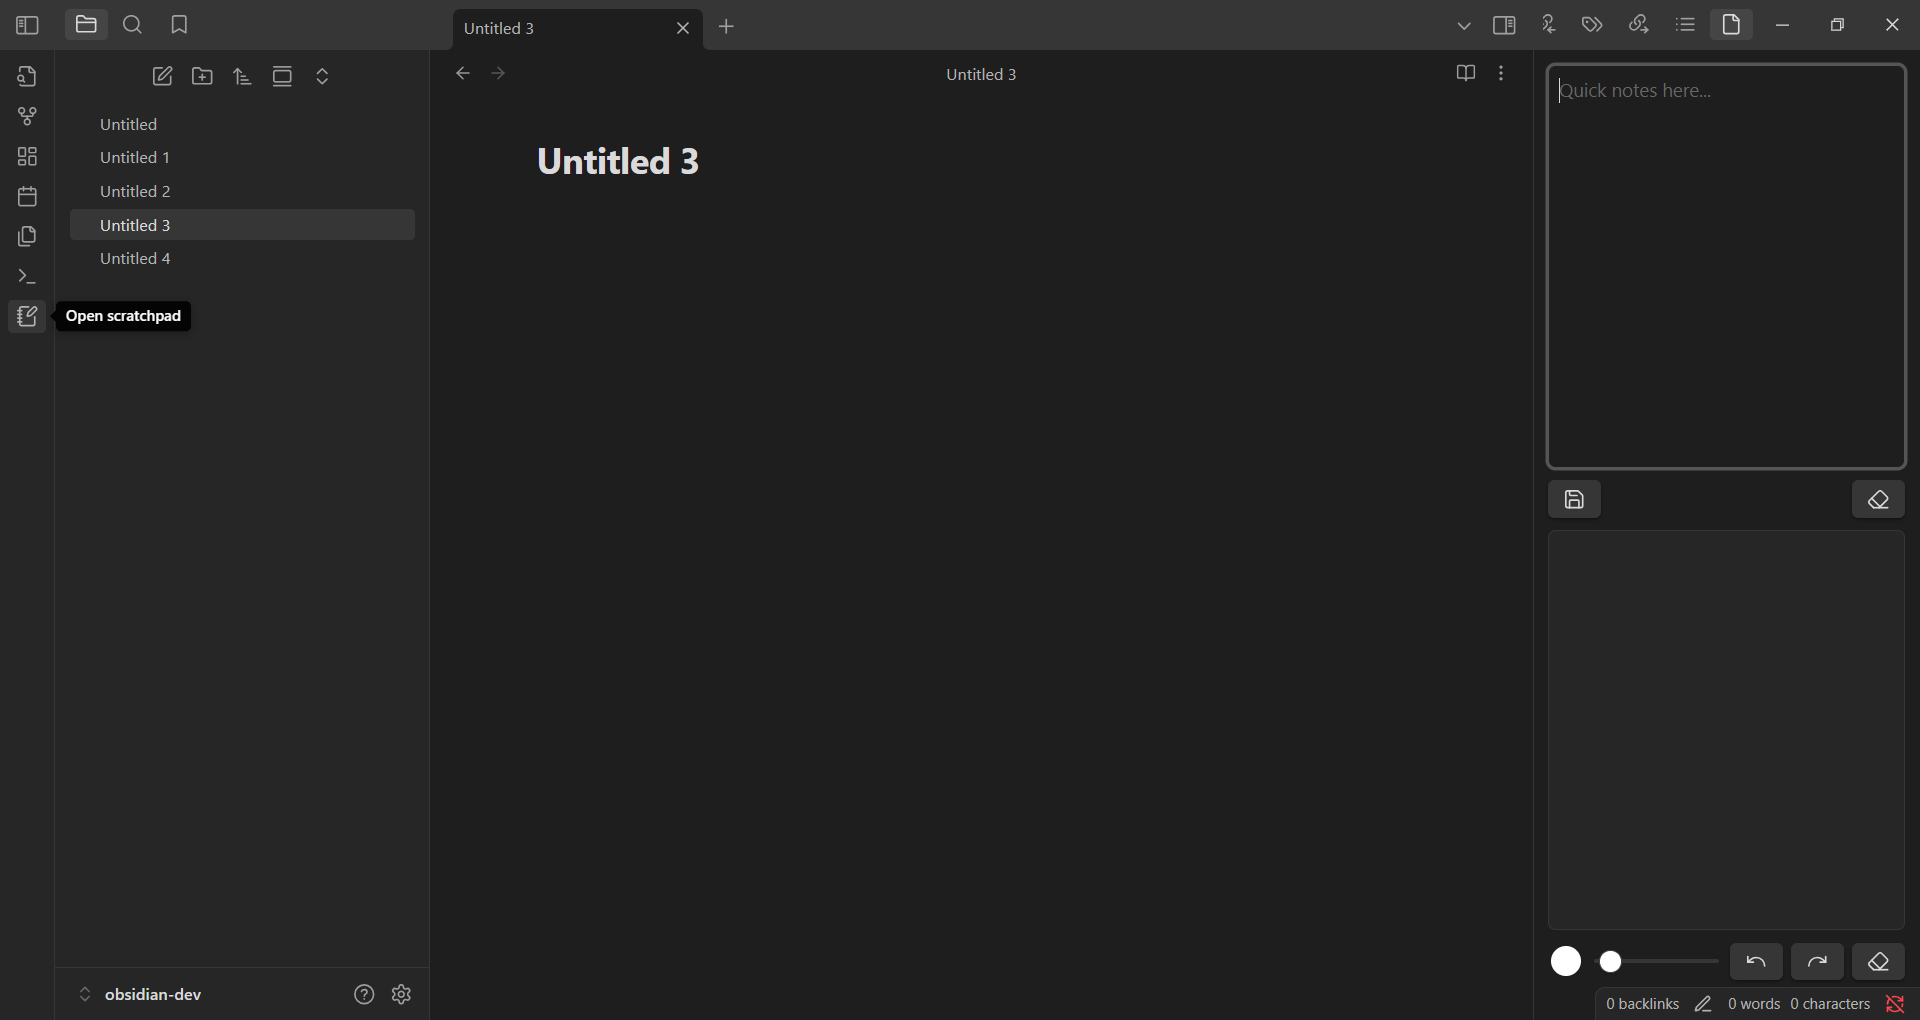 Untitled 3
Untitled 3
Quick notes here...
Untitled 3
Untitled
Untitled 1
Untitled 2
Untitled 3
Untitled 4
Open scratchpad
obsidian-dev
0 backlinks
0 words 0 characters